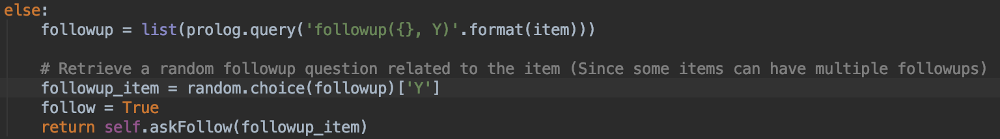 else:
followup = list(prolog.query('followup({}, Y)'.format(item)))
# Retrieve a random followup question related to the item (Since some items can have multiple followups)
followup_item = random.choice(followup)['Y']
follow = True
return self.askFollow(followup_item)